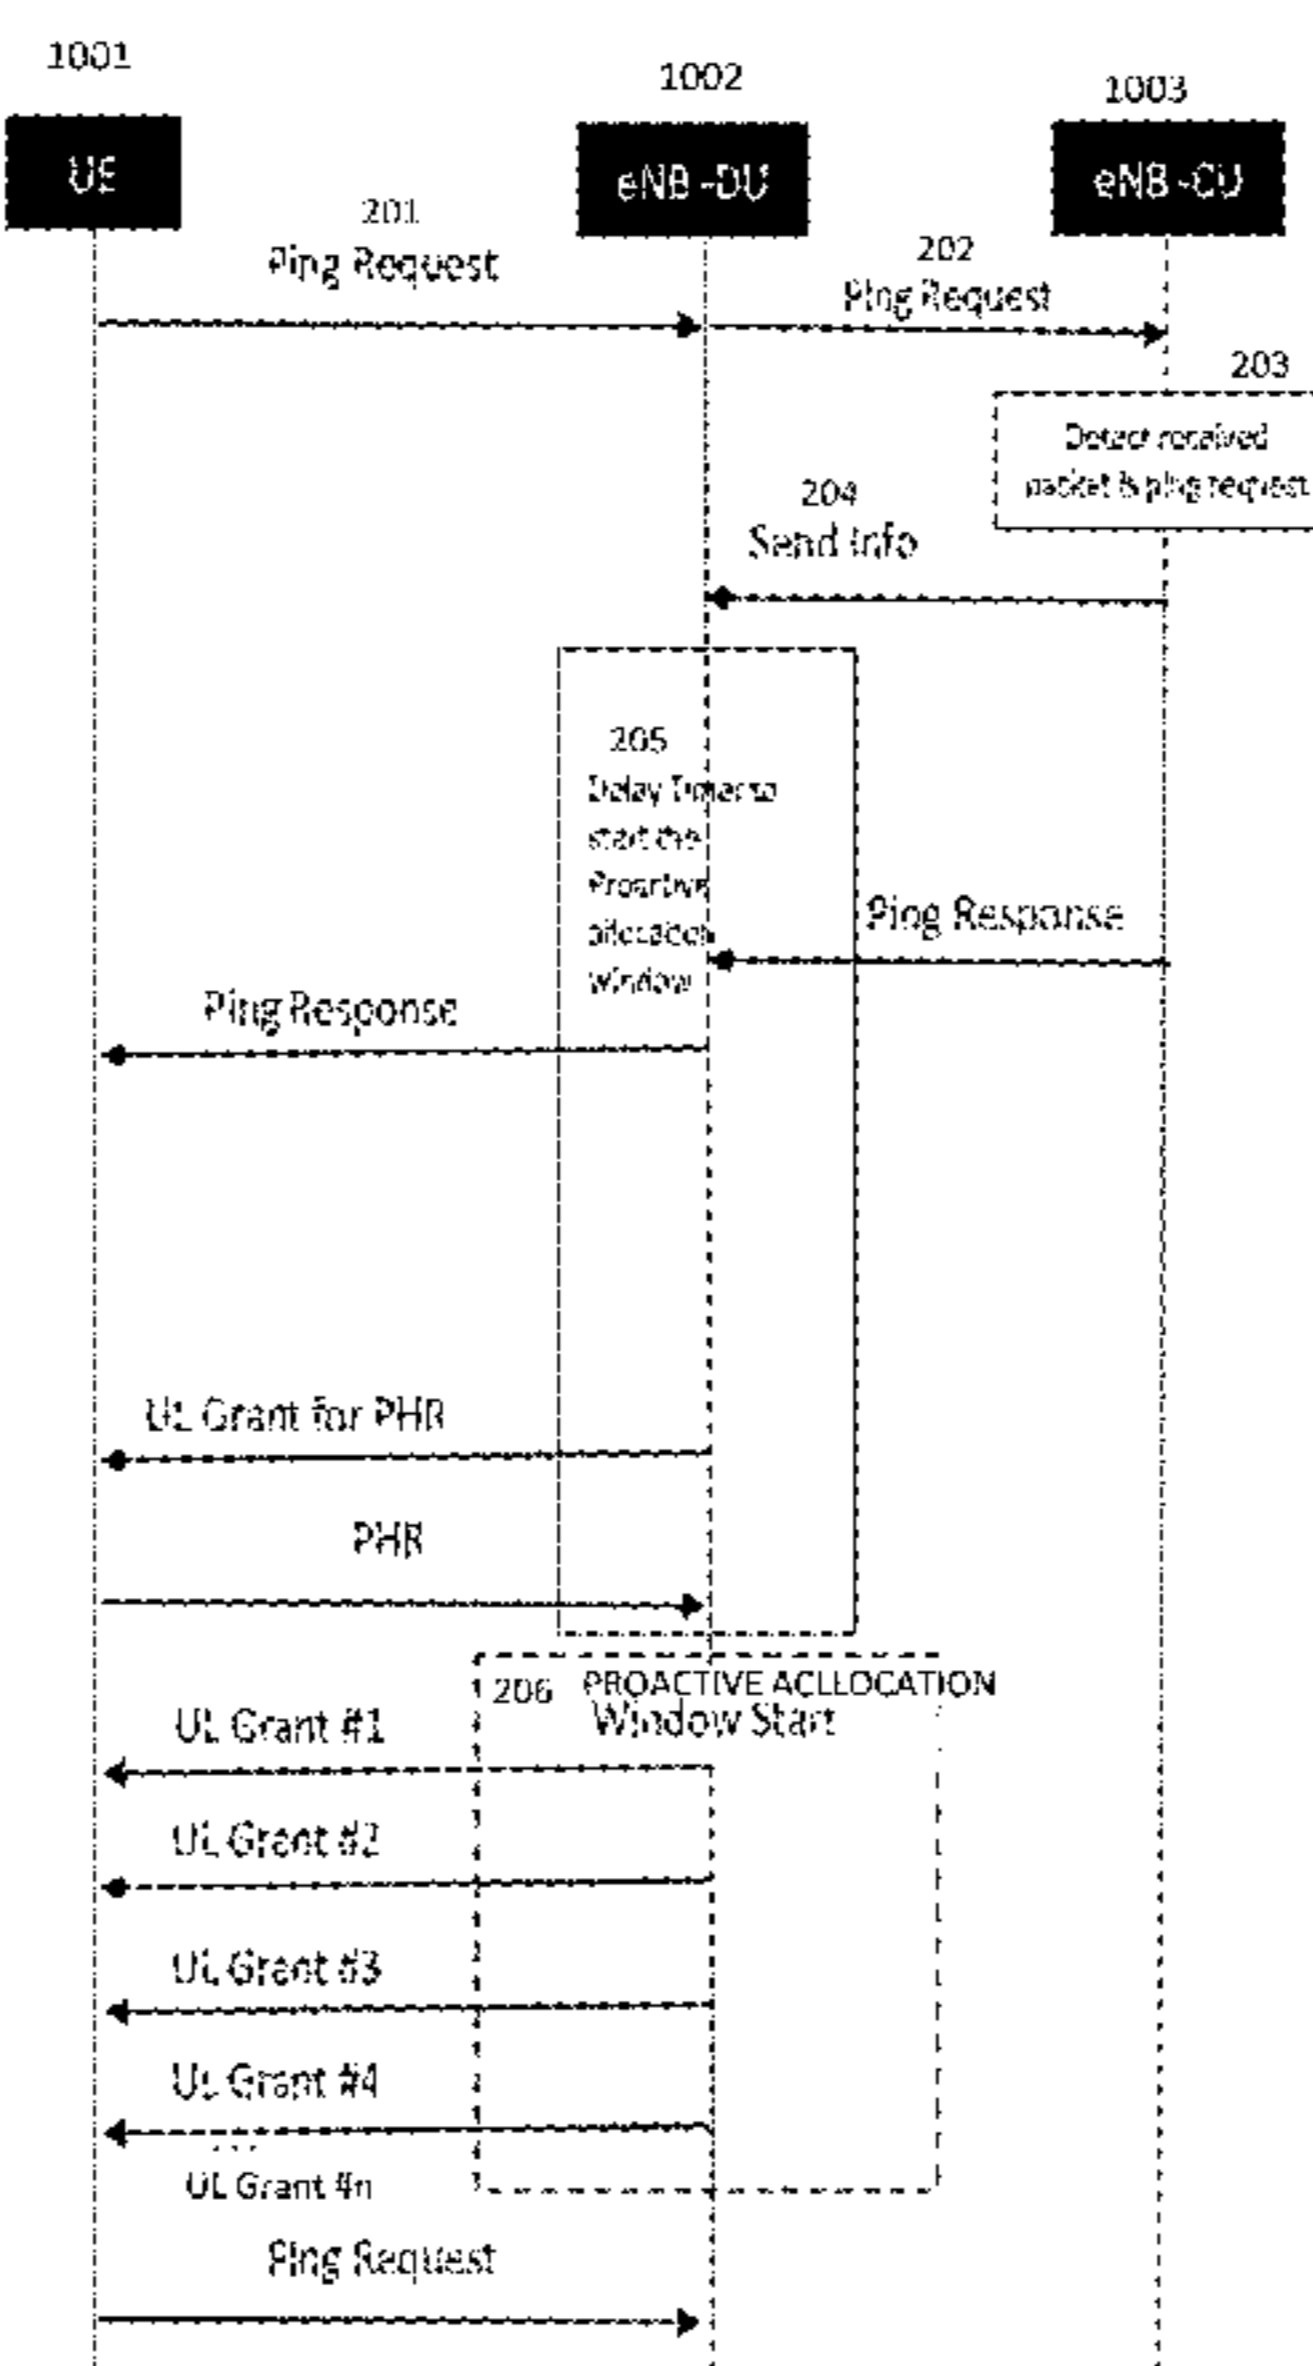 1001
1002
1003
UE
eNB -DU
eNB -CU
201
Ping Request
202
Ping Request
203
Detect received
packet is ping request
204
Send Info
205
Delay Timer to
start the
Proactive
allocation
Window
Ping Response
Ping Response
UL Grant for PHR
PHR
206 PROACTIVE ACLLOCATION
Window Start
UL Grant #1
UL Grant #2
UL Grant #3
UL Grant #4
...
UL Grant #n
Ping Request